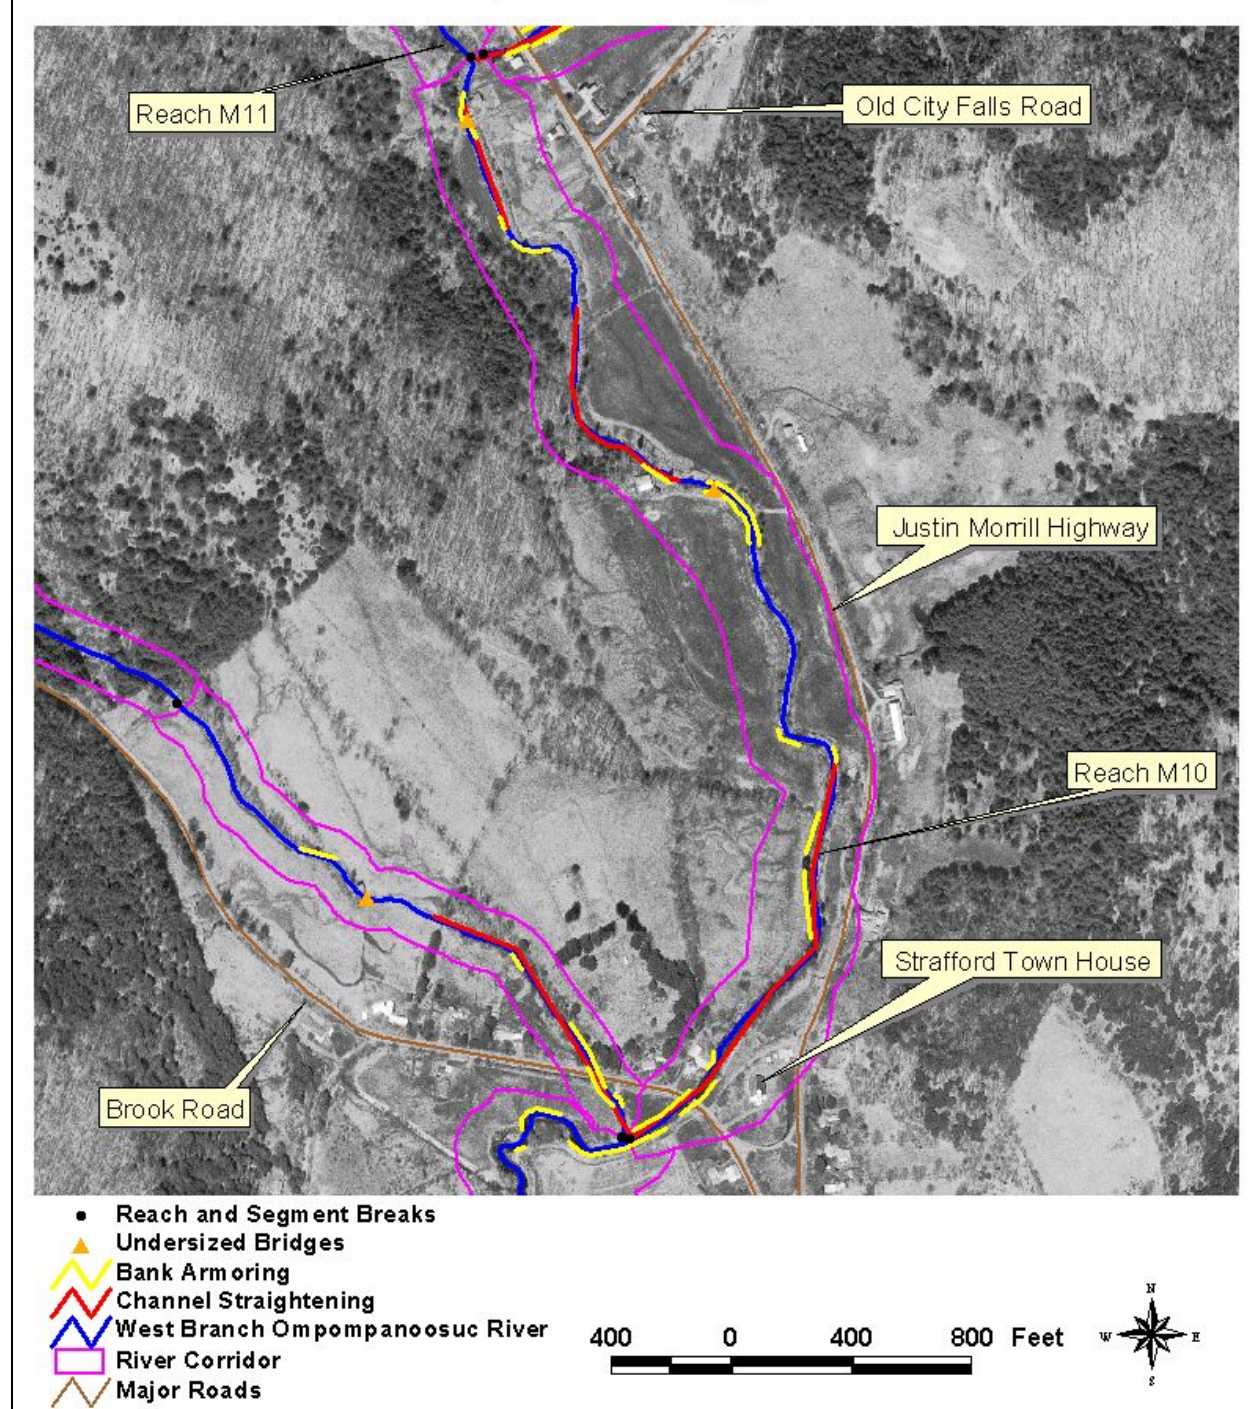 Reach M11
Old City Falls Road
Justin Morrill Highway
Reach M10
Strafford Town House
Brook Road
Reach and Segment Breaks
Undersized Bridges
Bank Armoring
Channel Straightening
West Branch Ompompanoosuc River
River Corridor
Major Roads
400 0 400 800 Feet
N
W E
S